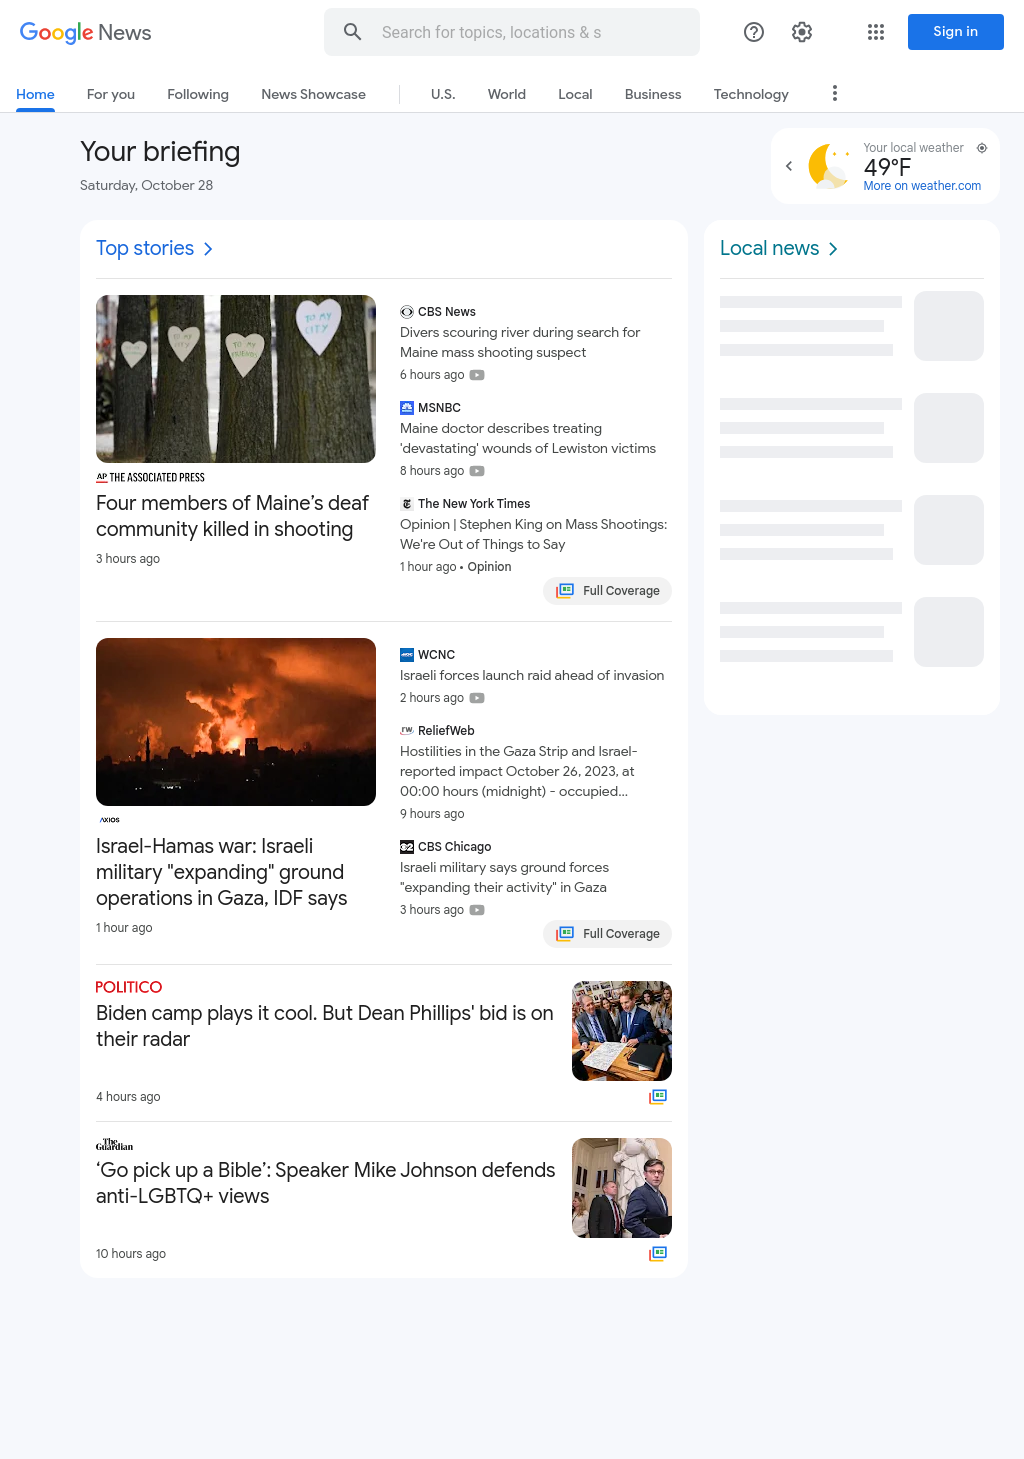 Google News
Search for topics, locations & s
Sign in
Home
For you
Following
News Showcase
U.S.
World
Local
Business
Technology
Your briefing
Saturday, October 28
Your local weather
49°F
More on weather.com
Top stories
TO MY
CITY
TO MY
CITY
TO MY
FRIENDS
AP THE ASSOCIATED PRESS
Four members of Maine’s deaf
community killed in shooting
3 hours ago
CBS News
Divers scouring river during search for
Maine mass shooting suspect
6 hours ago
MSNBC
Maine doctor describes treating
'devastating' wounds of Lewiston victims
8 hours ago
The New York Times
Opinion | Stephen King on Mass Shootings:
We're Out of Things to Say
1 hour ago • Opinion
Full Coverage
AXIOS
Israel-Hamas war: Israeli
military "expanding" ground
operations in Gaza, IDF says
1 hour ago
WCNC
Israeli forces launch raid ahead of invasion
2 hours ago
rw ReliefWeb
Hostilities in the Gaza Strip and Israel-
reported impact October 26, 2023, at
00:00 hours (midnight) - occupied...
9 hours ago
CBS Chicago
Israeli military says ground forces
"expanding their activity" in Gaza
3 hours ago
Full Coverage
POLITICO
Biden camp plays it cool. But Dean Phillips' bid is on
their radar
4 hours ago
The
Guardian
‘Go pick up a Bible’: Speaker Mike Johnson defends
anti-LGBTQ+ views
10 hours ago
Local news